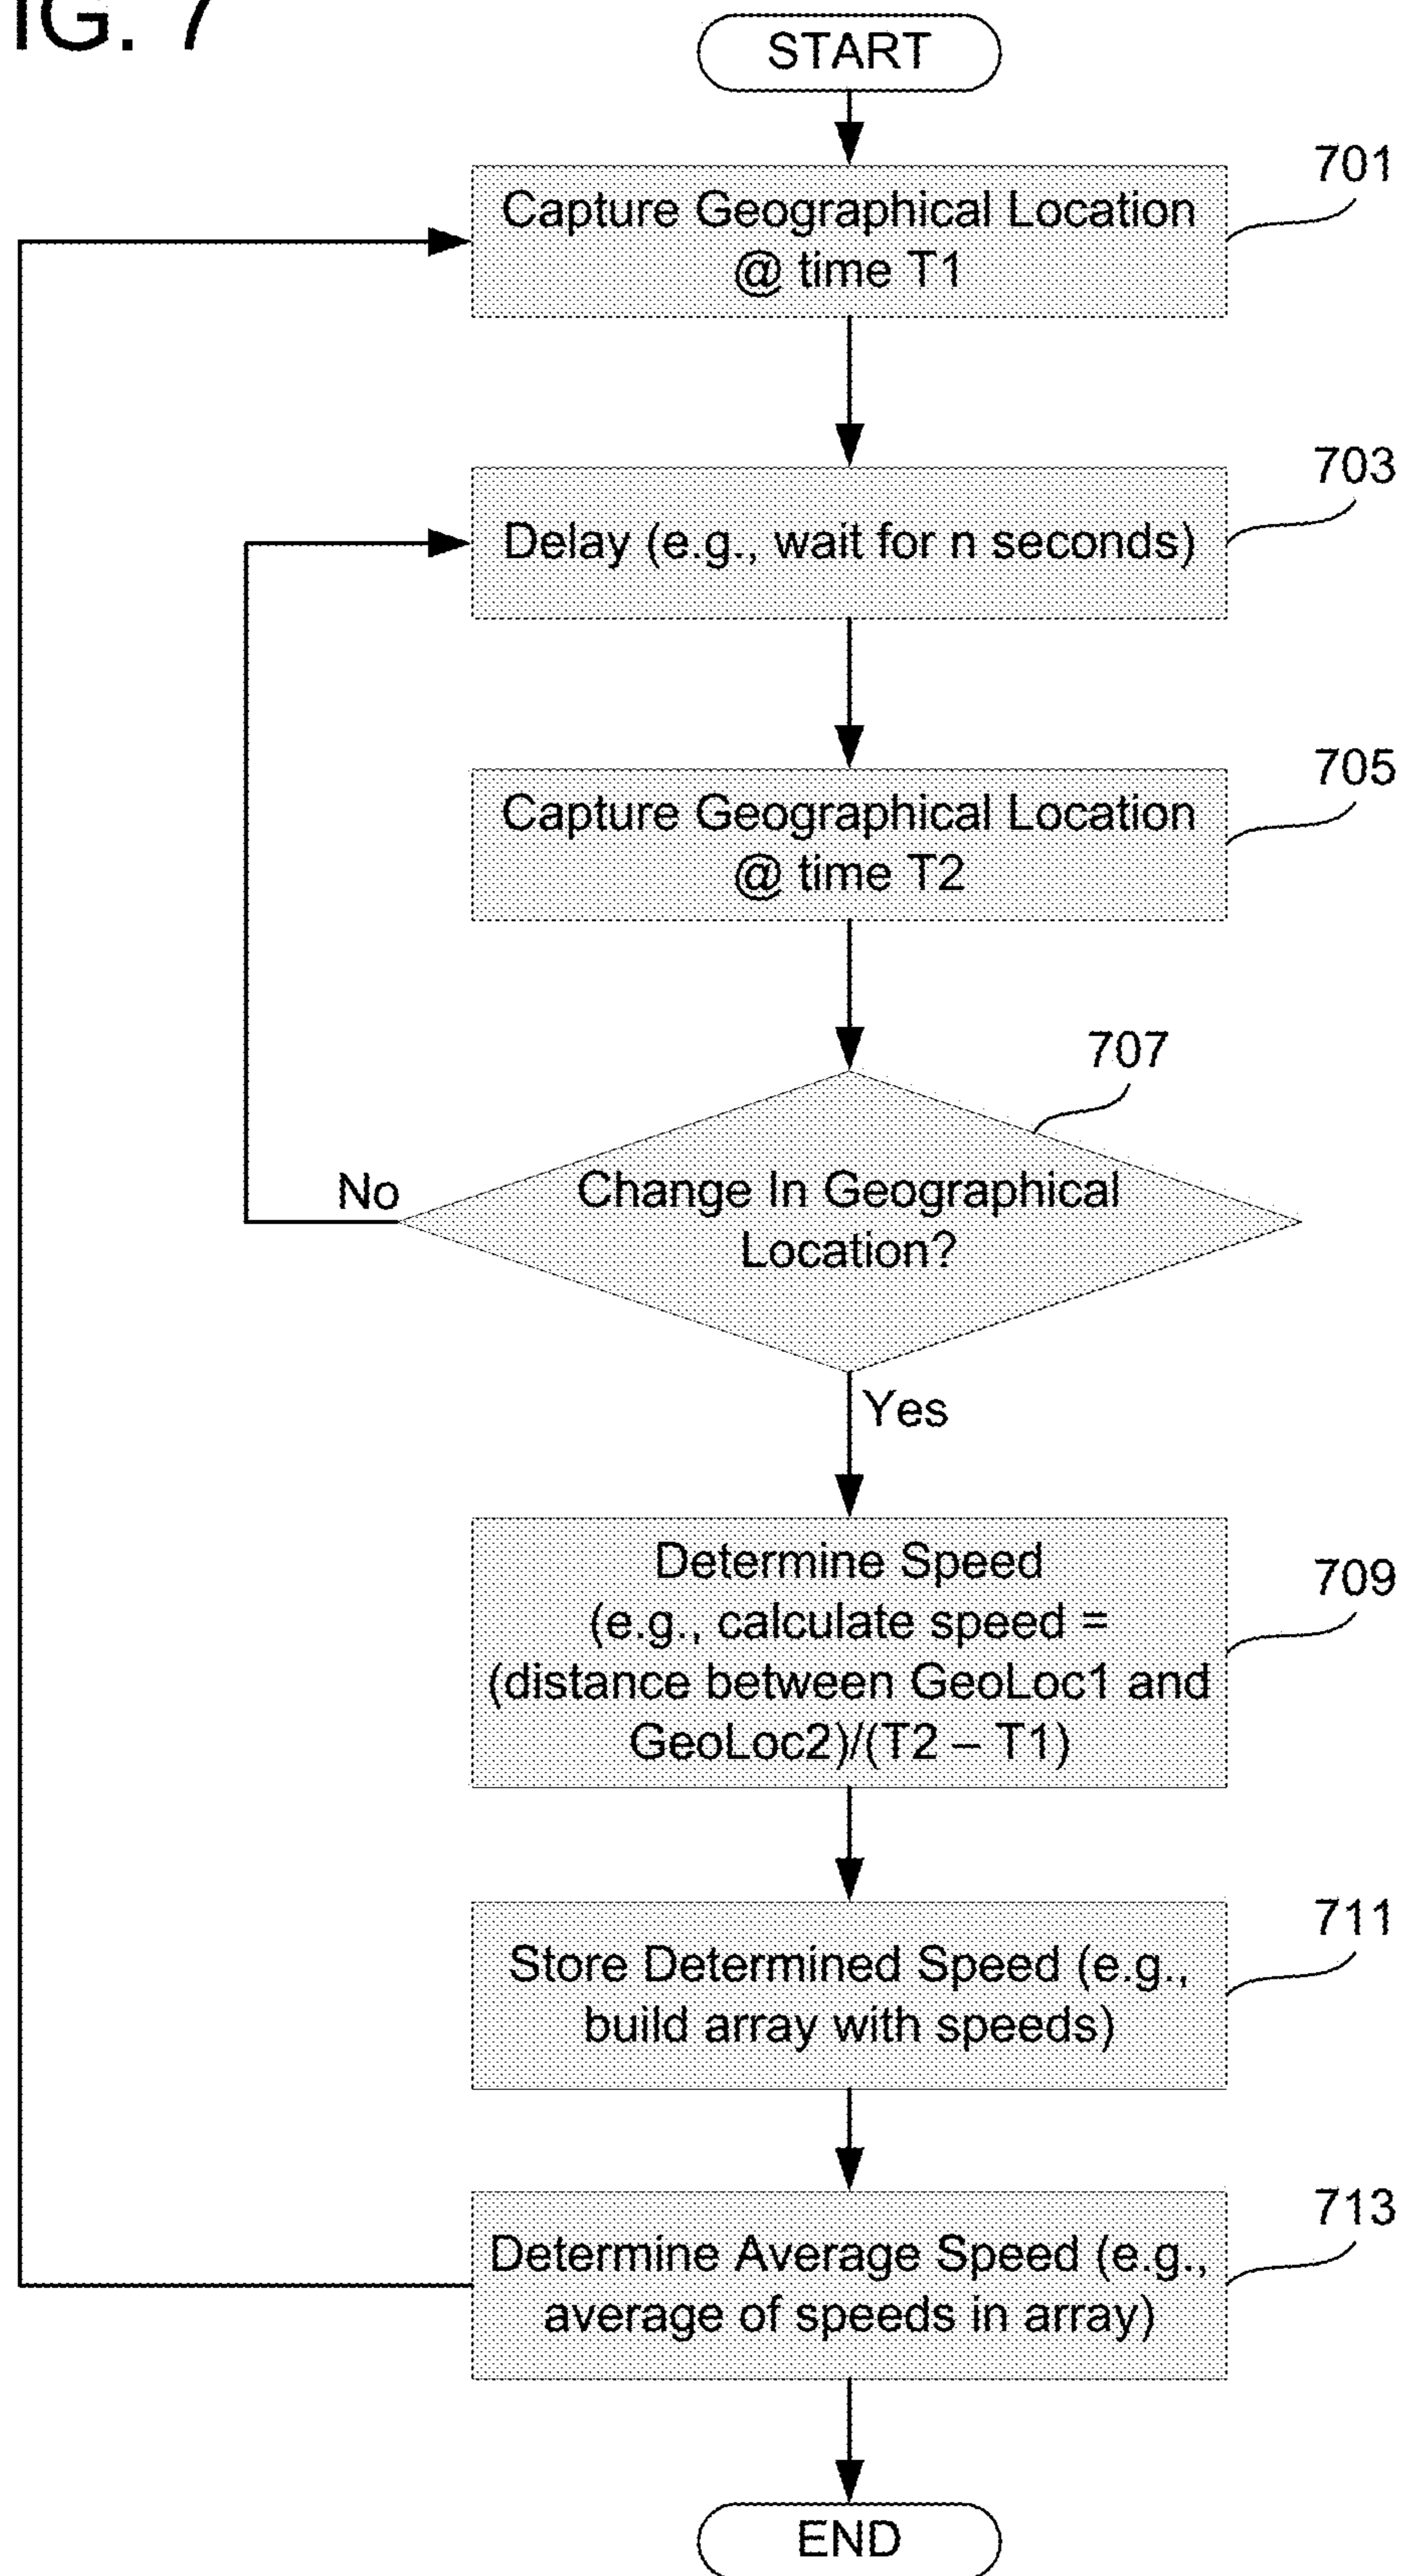 IG. 7
START
701
Capture Geographical Location
@ time T1
703
Delay (e.g., wait for n seconds)
705
Capture Geographical Location
@ time T2
707
No
Change In Geographical
Location?
Yes
Determine Speed
709
(e.g., calculate speed =
(distance between GeoLoc1 and
GeoLoc2)/(T2 – T1)
711
Store Determined Speed (e.g.,
build array with speeds)
713
Determine Average Speed (e.g.,
average of speeds in array)
END